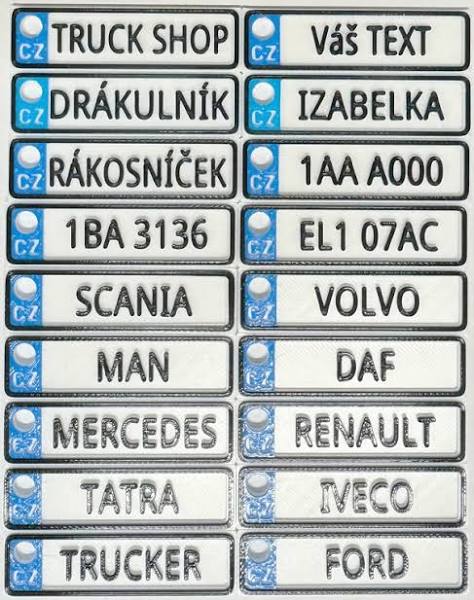 CZ TRUCK SHOP
CZ Váš TEXT
CZ DRÁKULNÍK
CZ IZABELKA
CZ RÁKOSNÍČEK
CZ 1AA A000
CZ 1BA 3136
CZ EL1 07AC
CZ SCANIA
CZ VOLVO
CZ MAN
CZ DAF
CZ MERCEDES
CZ RENAULT
CZ TATRA
CZ IVECO
CZ TRUCKER
CZ FORD